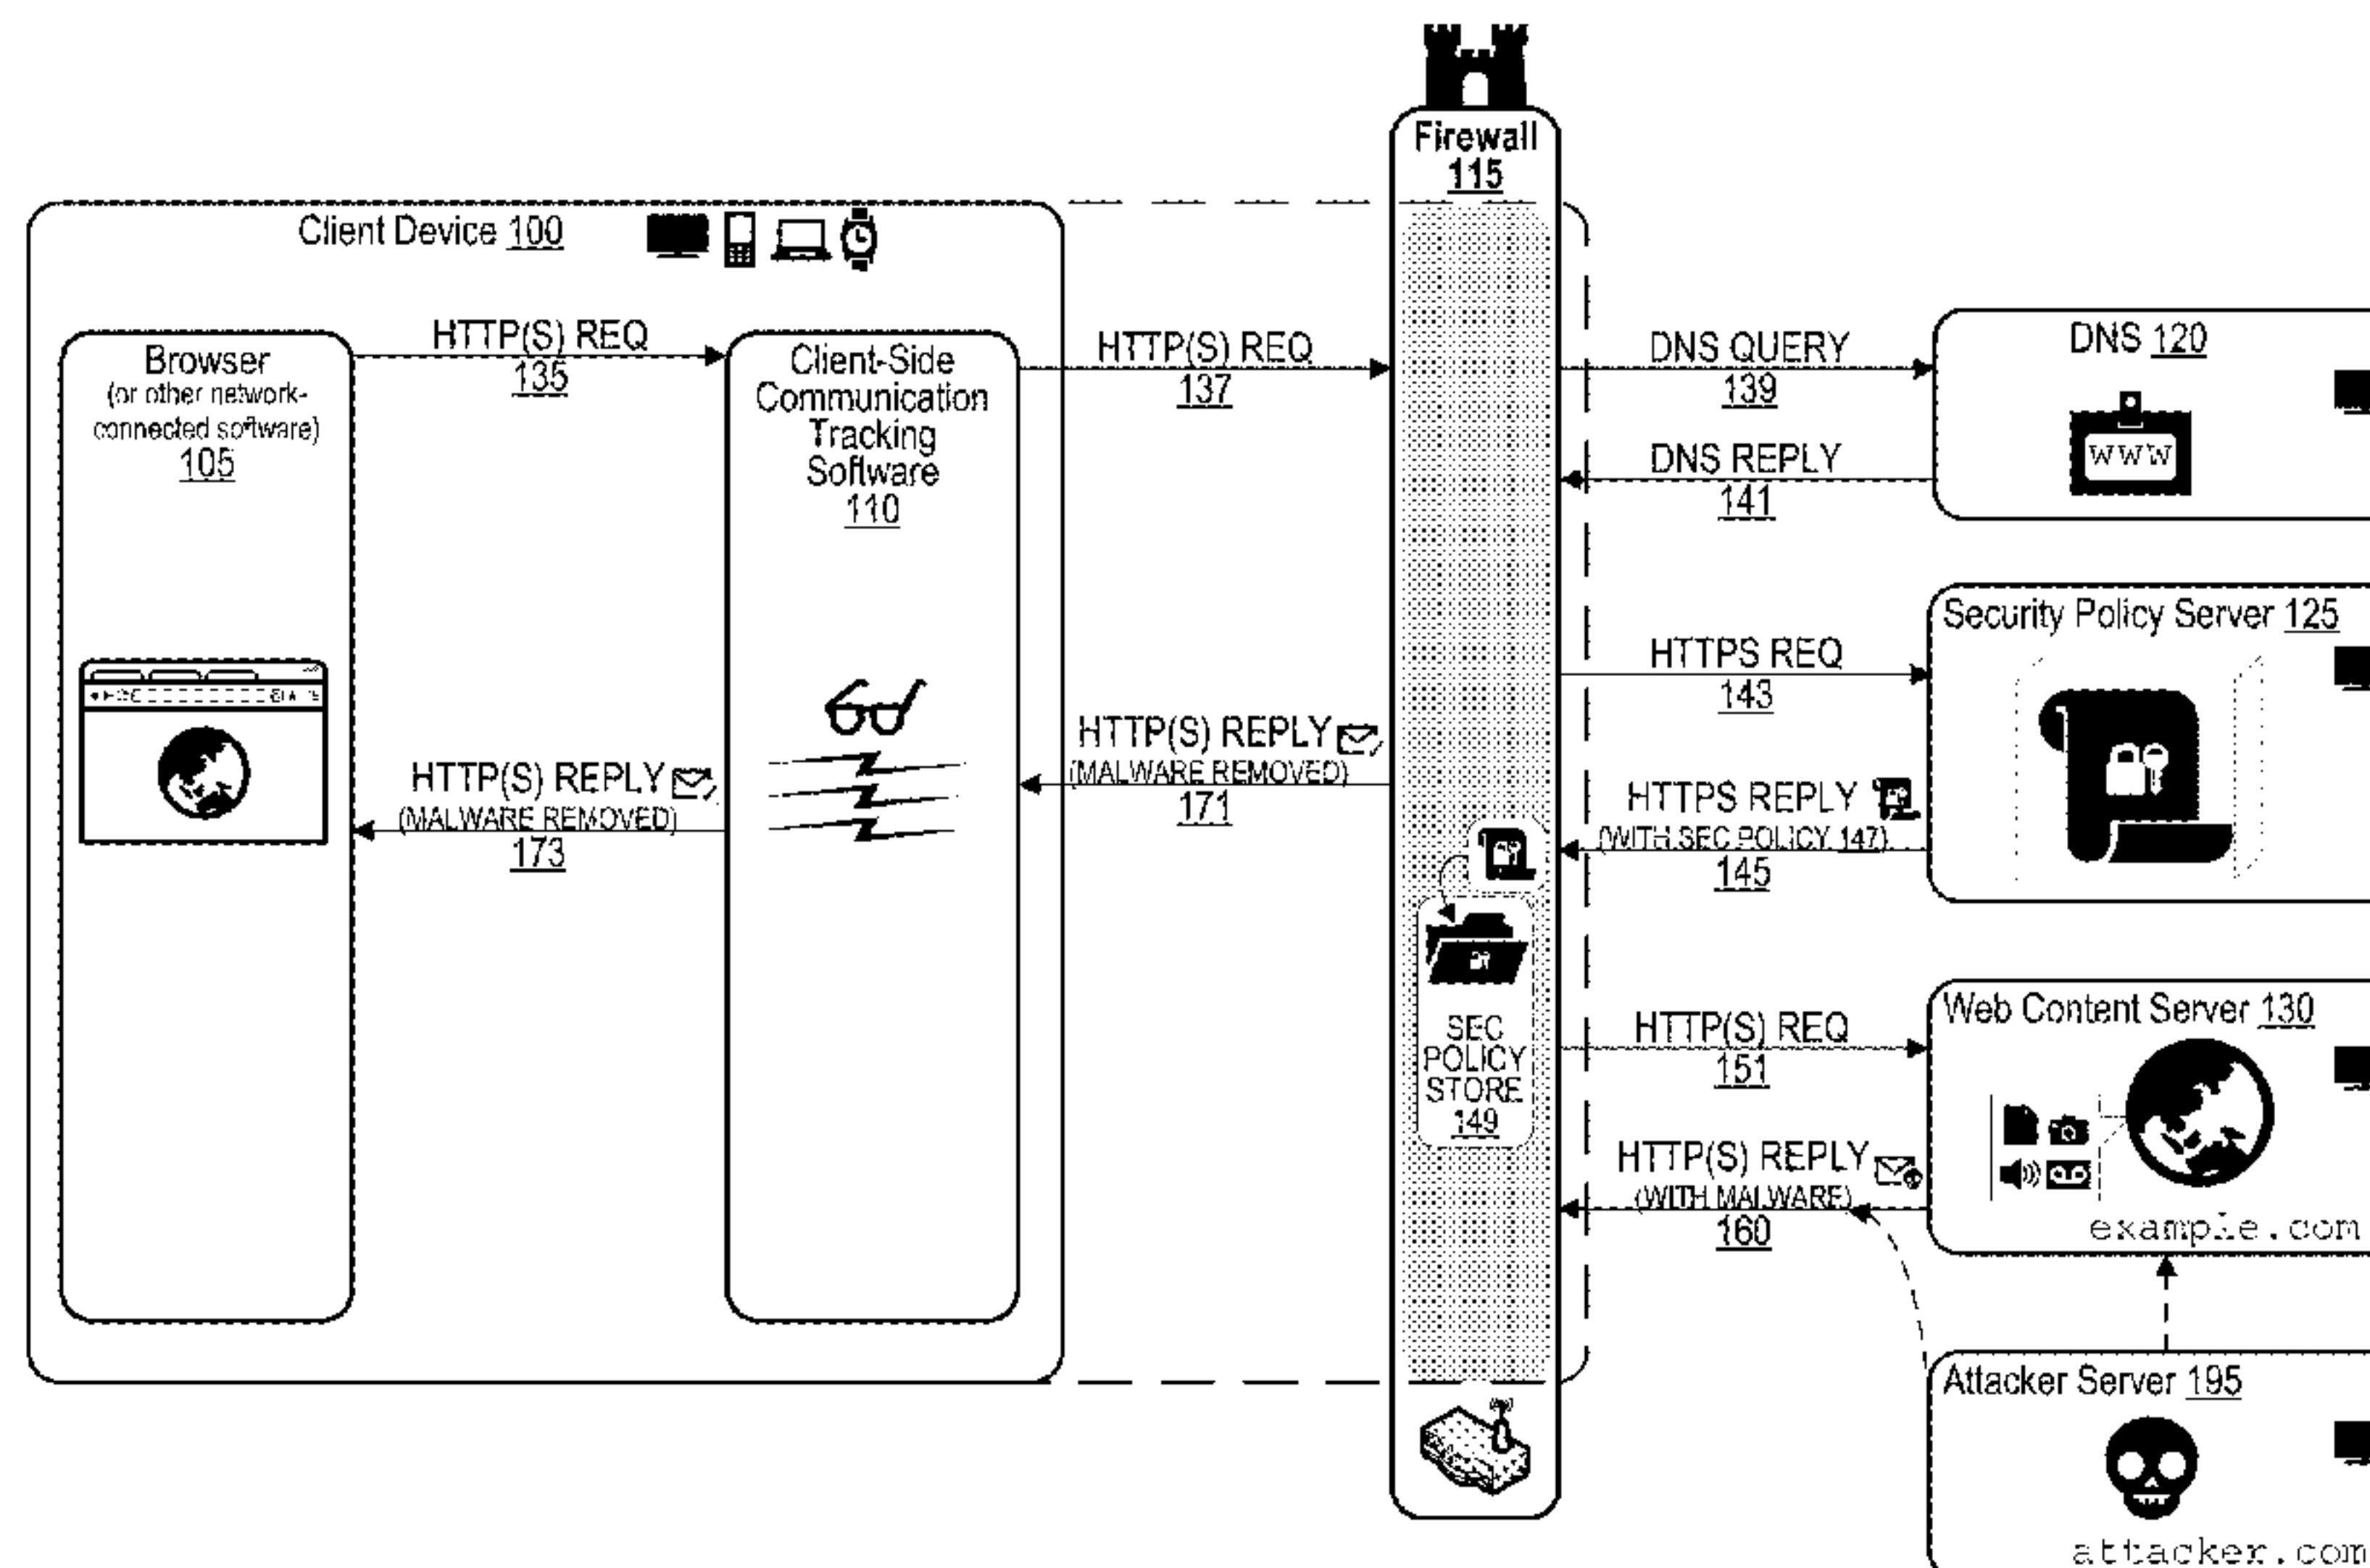 Firewall
115
Client Device 100
Browser
(or other network-
connected software)
105
HTTP(S) REQ
135
Client-Side
Communication
Tracking
Software
110
HTTP(S) REQ
137
DNS QUERY
139
DNS REPLY
141
DNS 120
www
Security Policy Server 125
HTTPS REQ
143
HTTPS REPLY
(WITH SEC POLICY 147)
145
HTTP(S) REPLY
(MALWARE REMOVED)
171
HTTP(S) REPLY
(MALWARE REMOVED)
173
SEC
POLICY
STORE
149
Web Content Server 130
HTTP(S) REQ
151
HTTP(S) REPLY
(WITH MALWARE)
160
example.com
Attacker Server 195
attacker.com